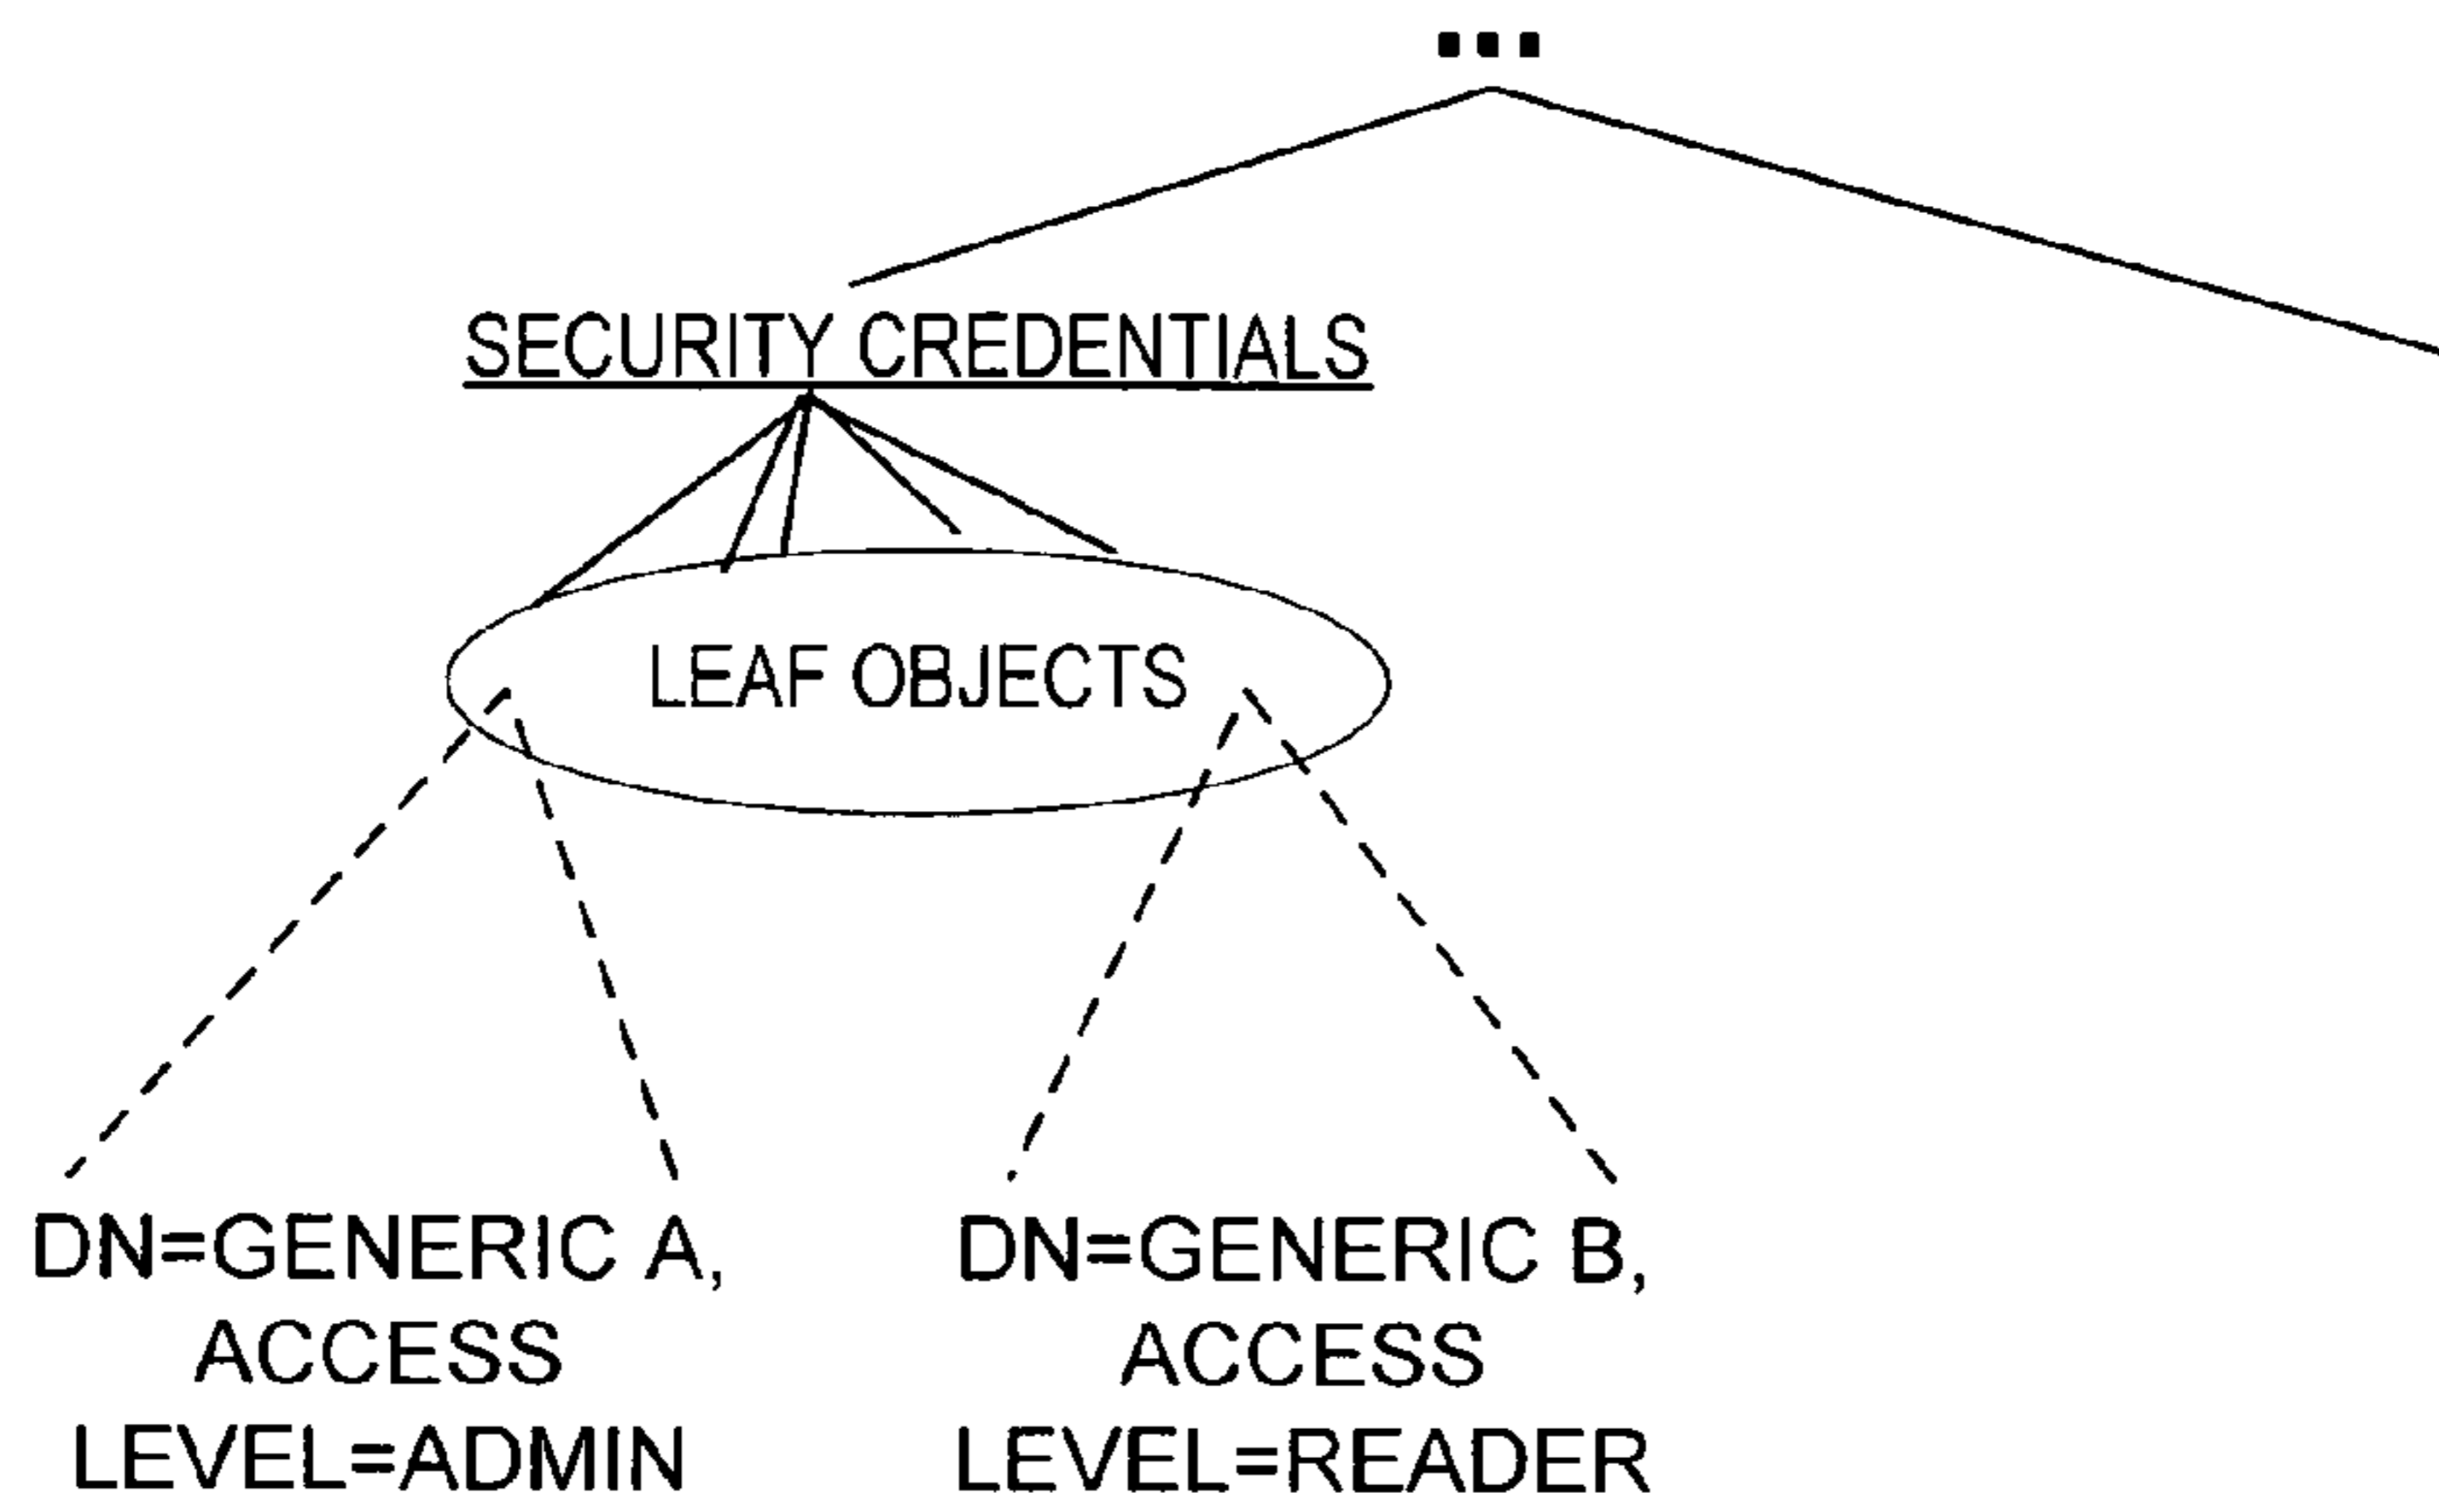 ...
SECURITY CREDENTIALS
LEAF OBJECTS
DN=GENERIC A,
ACCESS
LEVEL=ADMIN
DN=GENERIC B,
ACCESS
LEVEL=READER